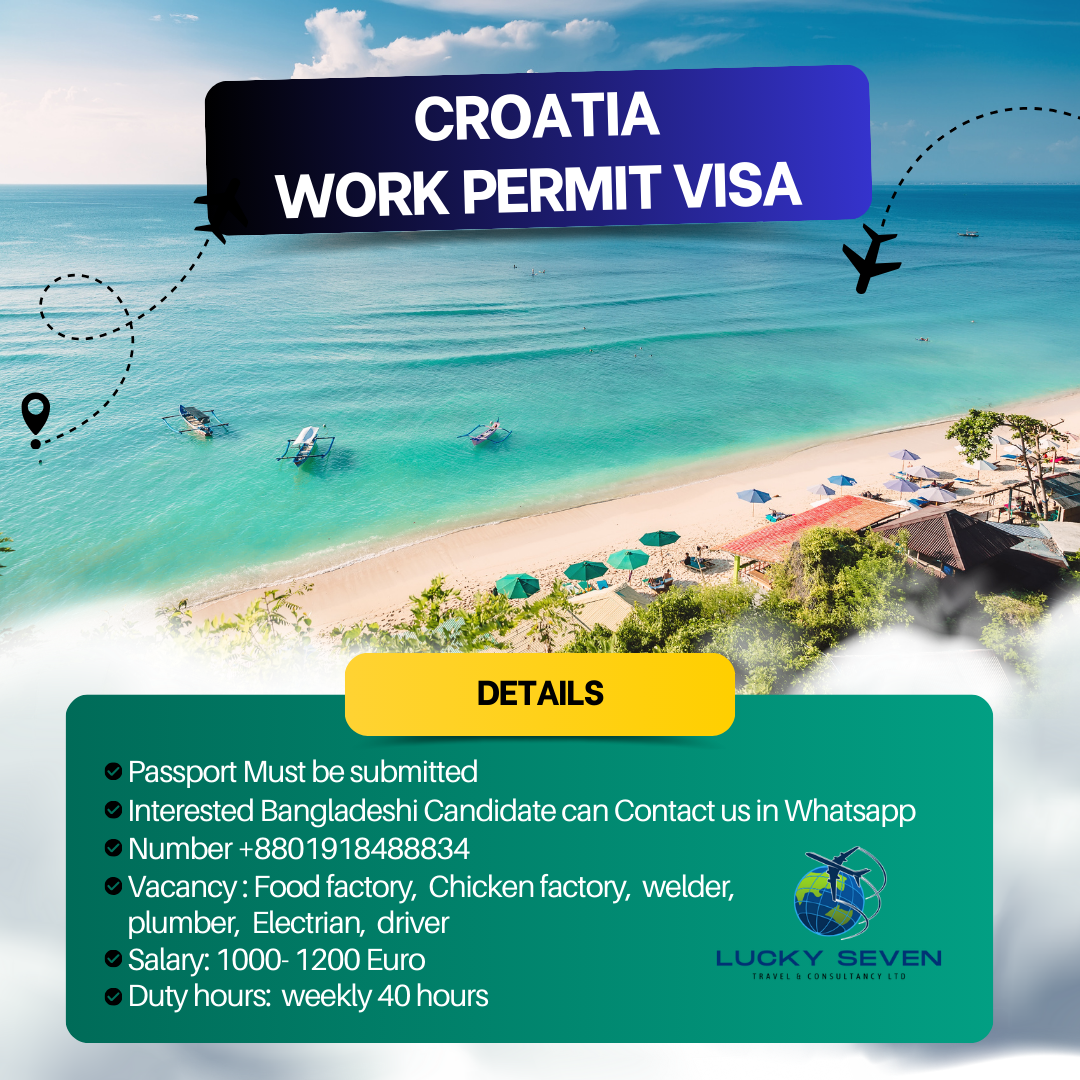 CROATIA
WORK PERMIT VISA
DETAILS
Passport Must be submitted
Interested Bangladeshi Candidate can Contact us in Whatsapp
Number +8801918488834
Vacancy : Food factory, Chicken factory, welder,
plumber, Electrian, driver
Salary: 1000- 1200 Euro
Duty hours: weekly 40 hours
LUCKY SEVEN
TRAVEL & CONSULTANCY LTD